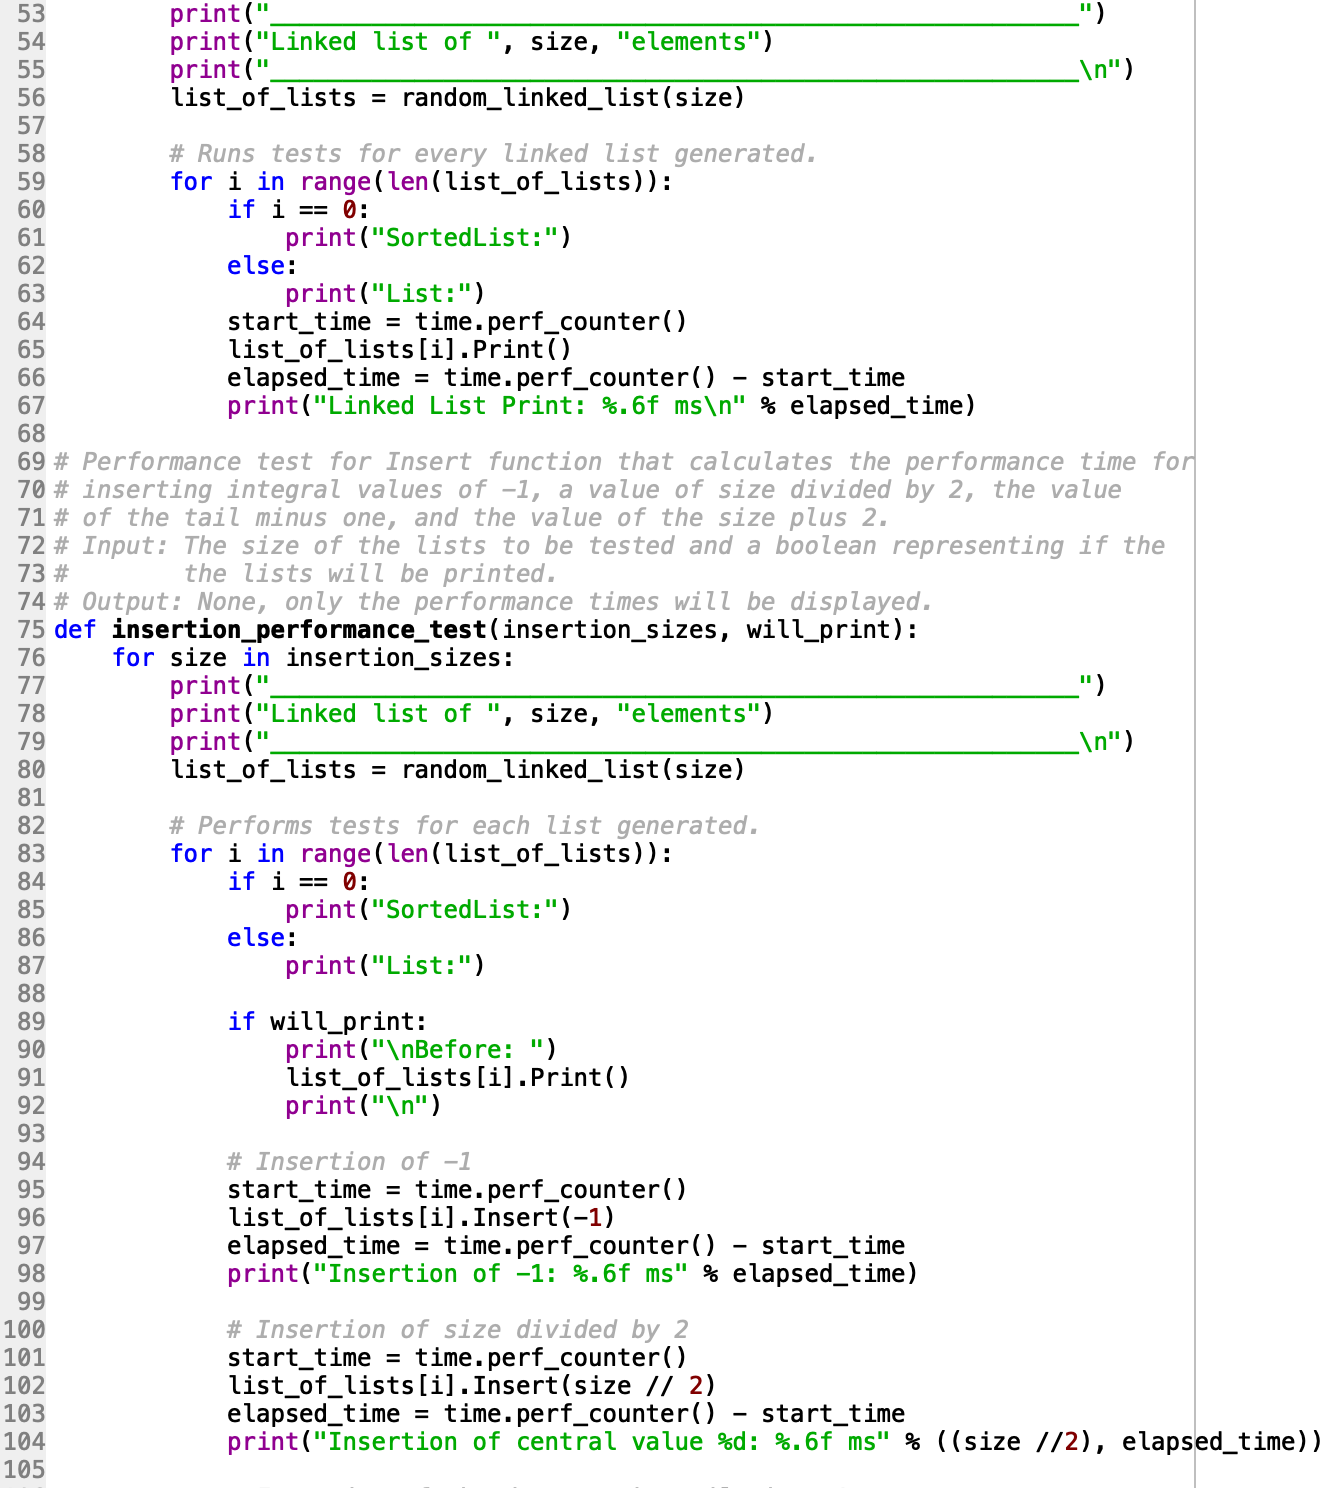 53         print("________________________________________________________")
54         print("Linked list of ", size, "elements")
55         print("________________________________________________________\n")
56         list_of_lists = random_linked_list(size)
57
58         # Runs tests for every linked list generated.
59         for i in range(len(list_of_lists)):
60             if i == 0:
61                 print("SortedList:")
62             else:
63                 print("List:")
64             start_time = time.perf_counter()
65             list_of_lists[i].Print()
66             elapsed_time = time.perf_counter() - start_time
67             print("Linked List Print: %.6f ms\n" % elapsed_time)
68
69 # Performance test for Insert function that calculates the performance time for
70 # inserting integral values of -1, a value of size divided by 2, the value
71 # of the tail minus one, and the value of the size plus 2.
72 # Input: The size of the lists to be tested and a boolean representing if the
73 #        the lists will be printed.
74 # Output: None, only the performance times will be displayed.
75 def insertion_performance_test(insertion_sizes, will_print):
76     for size in insertion_sizes:
77         print("________________________________________________________")
78         print("Linked list of ", size, "elements")
79         print("________________________________________________________\n")
80         list_of_lists = random_linked_list(size)
81
82         # Performs tests for each list generated.
83         for i in range(len(list_of_lists)):
84             if i == 0:
85                 print("SortedList:")
86             else:
87                 print("List:")
88
89             if will_print:
90                 print("\nBefore: ")
91                 list_of_lists[i].Print()
92                 print("\n")
93
94             # Insertion of -1
95             start_time = time.perf_counter()
96             list_of_lists[i].Insert(-1)
97             elapsed_time = time.perf_counter() - start_time
98             print("Insertion of -1: %.6f ms" % elapsed_time)
99
100             # Insertion of size divided by 2
101             start_time = time.perf_counter()
102             list_of_lists[i].Insert(size // 2)
103             elapsed_time = time.perf_counter() - start_time
104             print("Insertion of central value %d: %.6f ms" % ((size //2), elapsed_time))
105